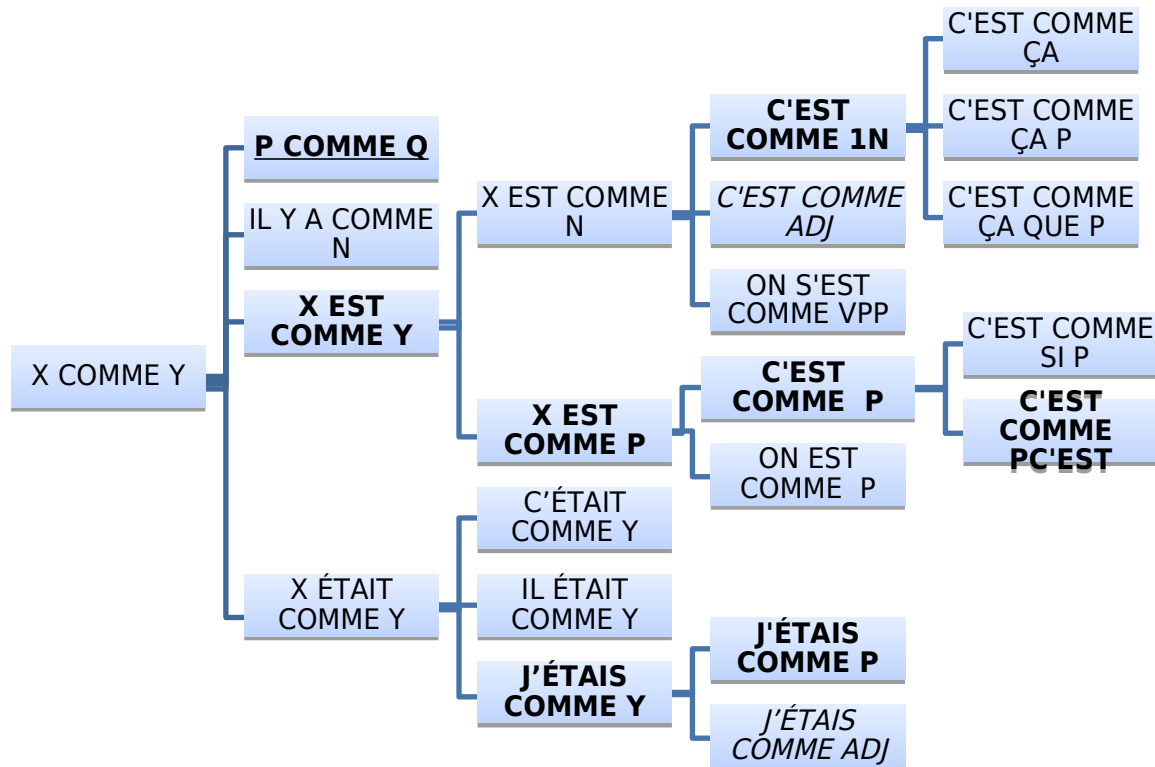 X COMME Y
P COMME Q
IL Y A COMME
N
X EST
COMME Y
X ÉTAIT
COMME Y
X EST COMME
N
X EST
COMME P
C’ÉTAIT
COMME Y
IL ÉTAIT
COMME Y
J’ÉTAIS
COMME Y
C'EST
COMME 1N
C'EST COMME
ADJ
ON S'EST
COMME VPP
C'EST
COMME P
ON EST
COMME P
J'ÉTAIS
COMME P
J’ÉTAIS
COMME ADJ
C'EST COMME
ÇA
C'EST COMME
ÇA P
C'EST COMME
ÇA QUE P
C'EST COMME
SI P
C'EST
COMME
PC'EST